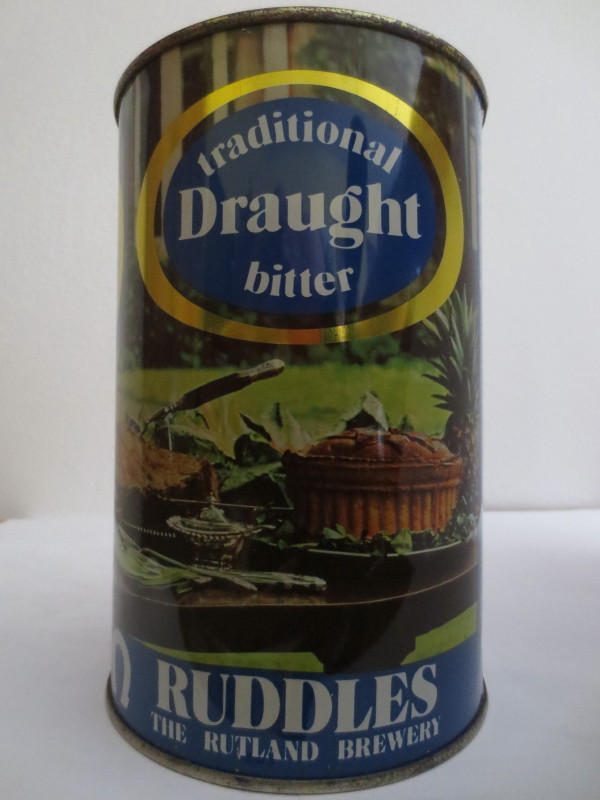 traditional
Draught
bitter
RUDDLES
THE RUTLAND BREWERY